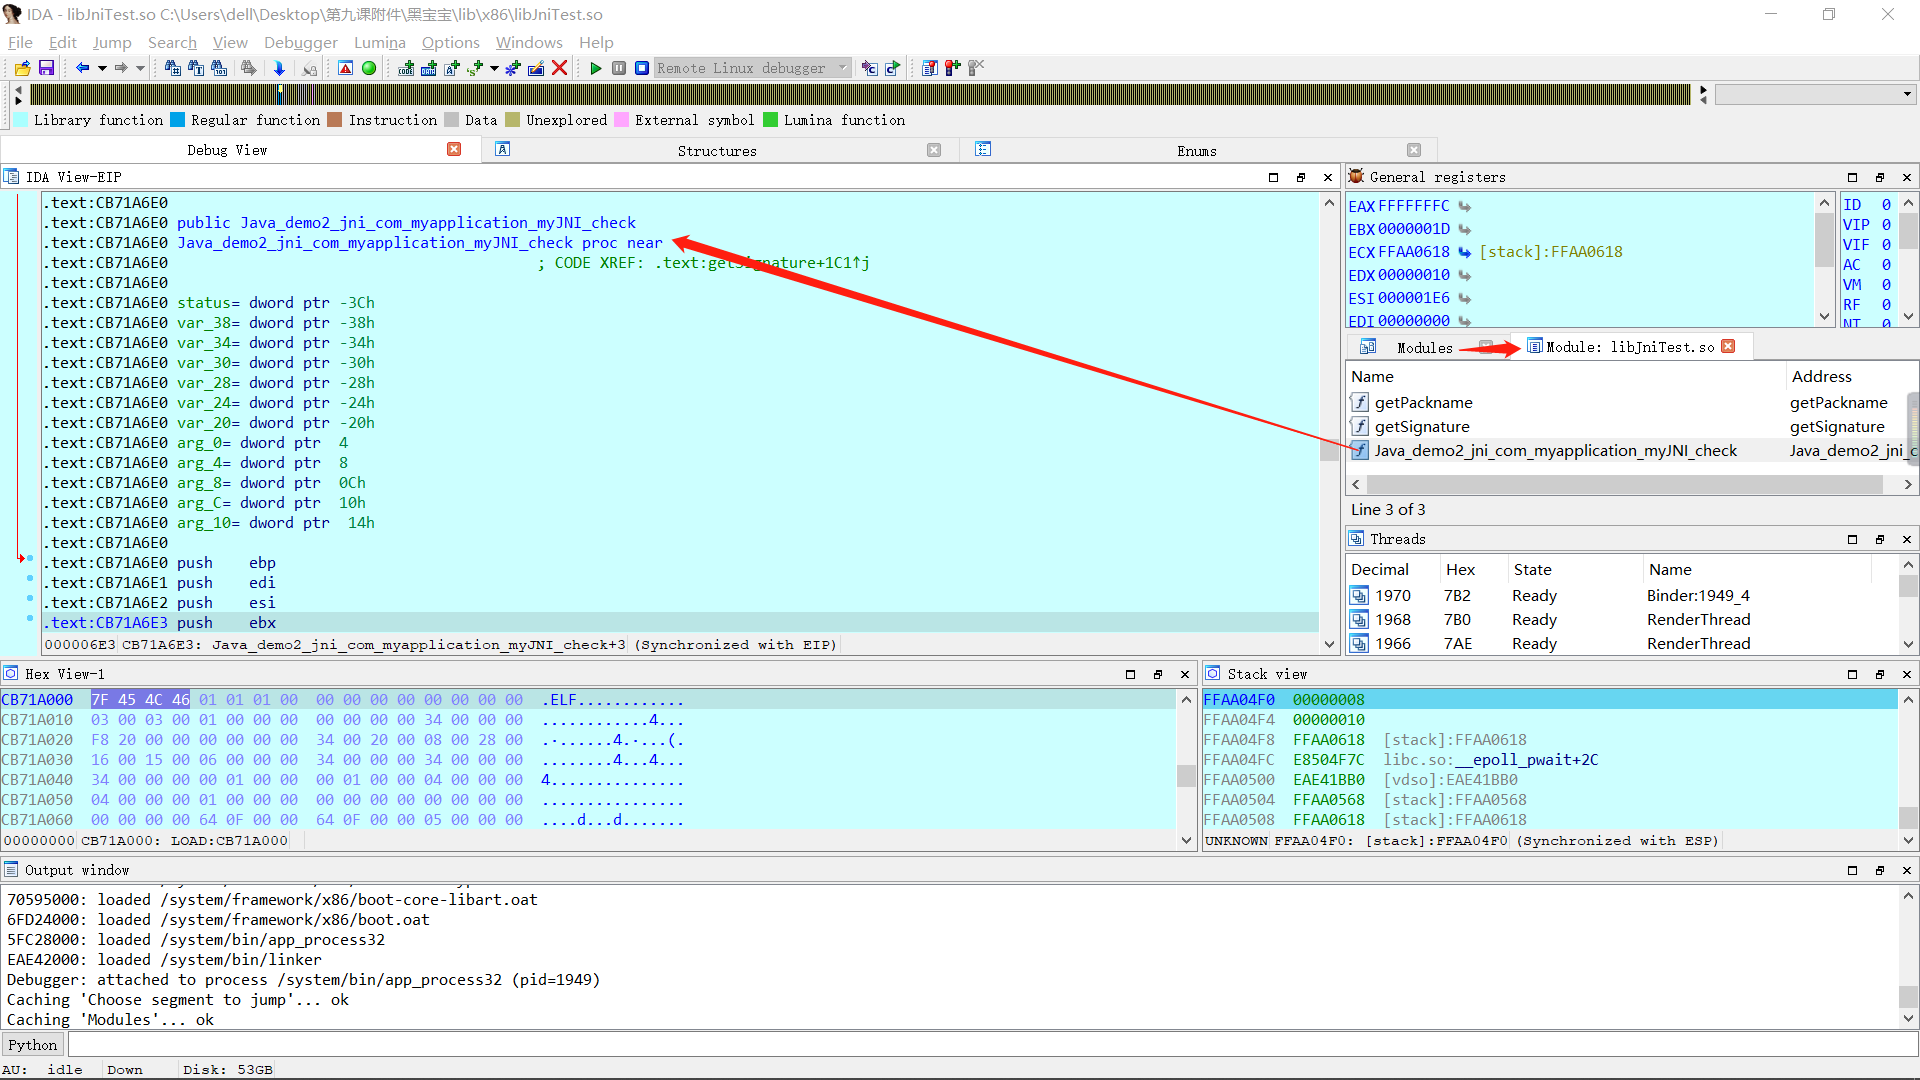 IDA - libJniTest.so C:\Users\dell\Desktop\第九课附件\黑宝宝\lib\x86\libJniTest.so
File Edit Jump Search View Debugger Lumina Options Windows Help
Remote Linux debugger
Library function Regular function Instruction Data Unexplored External symbol Lumina function
Debug View Structures Enums
IDA View-EIP
.text:CB71A6E0
.text:CB71A6E0 public Java_demo2_jni_com_myapplication_myJNI_check
.text:CB71A6E0 Java_demo2_jni_com_myapplication_myJNI_check proc near
.text:CB71A6E0 ; CODE XREF: .text:getSignature+1C1↑j
.text:CB71A6E0
.text:CB71A6E0 status= dword ptr -3Ch
.text:CB71A6E0 var_38= dword ptr -38h
.text:CB71A6E0 var_34= dword ptr -34h
.text:CB71A6E0 var_30= dword ptr -30h
.text:CB71A6E0 var_28= dword ptr -28h
.text:CB71A6E0 var_24= dword ptr -24h
.text:CB71A6E0 var_20= dword ptr -20h
.text:CB71A6E0 arg_0= dword ptr 4
.text:CB71A6E0 arg_4= dword ptr 8
.text:CB71A6E0 arg_8= dword ptr 0Ch
.text:CB71A6E0 arg_C= dword ptr 10h
.text:CB71A6E0 arg_10= dword ptr 14h
.text:CB71A6E0
.text:CB71A6E0 push ebp
.text:CB71A6E1 push edi
.text:CB71A6E2 push esi
.text:CB71A6E3 push ebx
000006E3 CB71A6E3: Java_demo2_jni_com_myapplication_myJNI_check+3 (Synchronized with EIP)
General registers
EAX FFFFFFFC
EBX 0000001D
ECX FFAA0618 [stack]:FFAA0618
EDX 00000010
ESI 000001E6
EDI 00000000
ID 0
VIP 0
VIF 0
AC 0
VM 0
RF 0
NT 0
Modules Module: libJniTest.so
Name Address
getPackname getPackname
getSignature getSignature
Java_demo2_jni_com_myapplication_myJNI_check Java_demo2_jni_c
Line 3 of 3
Threads
Decimal Hex State Name
1970 7B2 Ready Binder:1949_4
1968 7B0 Ready RenderThread
1966 7AE Ready RenderThread
Hex View-1
CB71A000 7F 45 4C 46 01 01 01 00 00 00 00 00 00 00 00 00 .ELF............
CB71A010 03 00 03 00 01 00 00 00 00 00 00 00 34 00 00 00 ............4...
CB71A020 F8 20 00 00 00 00 00 00 34 00 20 00 08 00 28 00 .·......4.·...(.
CB71A030 16 00 15 00 06 00 00 00 34 00 00 00 34 00 00 00 ........4...4...
CB71A040 34 00 00 00 00 01 00 00 00 01 00 00 04 00 00 00 4...............
CB71A050 04 00 00 00 01 00 00 00 00 00 00 00 00 00 00 00 ................
CB71A060 00 00 00 00 64 0F 00 00 64 0F 00 00 05 00 00 00 ....d...d.......
00000000 CB71A000: LOAD:CB71A000
Stack view
FFAA04F0 00000008
FFAA04F4 00000010
FFAA04F8 FFAA0618 [stack]:FFAA0618
FFAA04FC E8504F7C libc.so:__epoll_pwait+2C
FFAA0500 EAE41BB0 [vdso]:EAE41BB0
FFAA0504 FFAA0568 [stack]:FFAA0568
FFAA0508 FFAA0618 [stack]:FFAA0618
UNKNOWN FFAA04F0: [stack]:FFAA04F0 (Synchronized with ESP)
Output window
70595000: loaded /system/framework/x86/boot-core-libart.oat
6FD24000: loaded /system/framework/x86/boot.oat
5FC28000: loaded /system/bin/app_process32
EAE42000: loaded /system/bin/linker
Debugger: attached to process /system/bin/app_process32 (pid=1949)
Caching 'Choose segment to jump'... ok
Caching 'Modules'... ok
Python
AU: idle Down Disk: 53GB